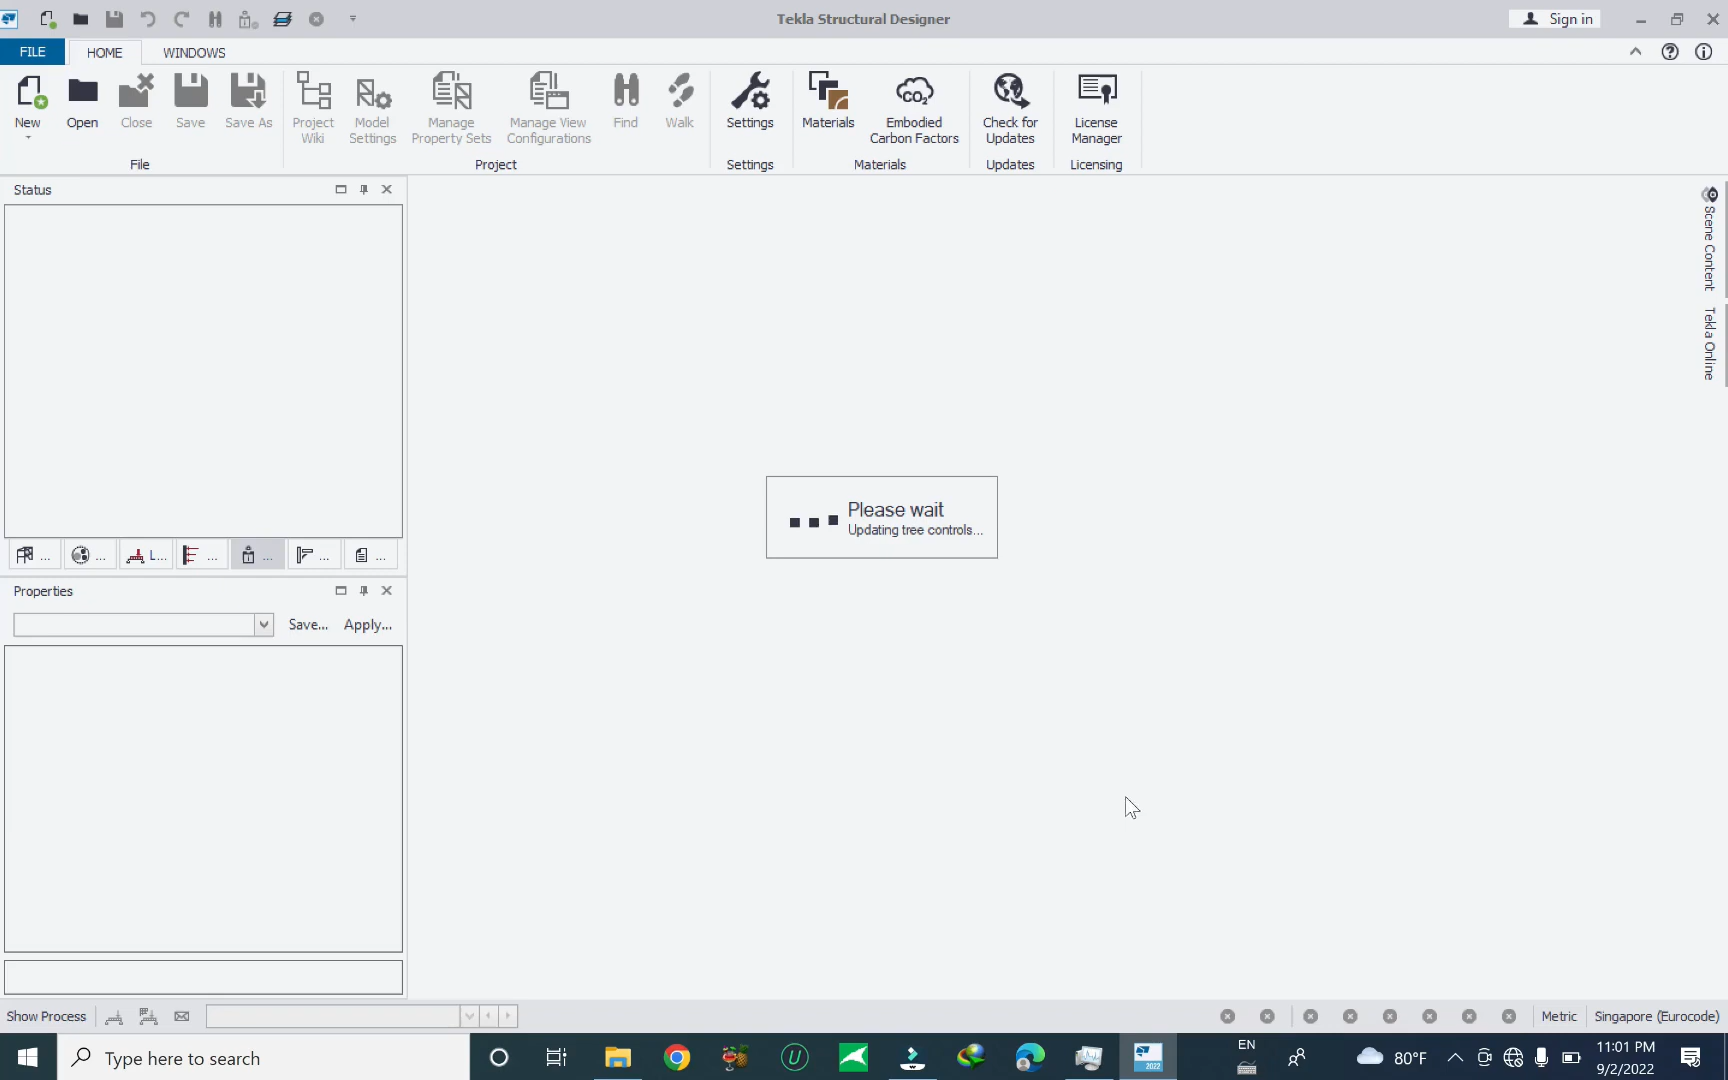 Tekla Structural Designer
Sign in
FILE
HOME
WINDOWS
New
Open
Close
Save
Save As
Project Wiki
Model Settings
Manage Property Sets
Manage View Configurations
Find
Walk
Settings
Materials
Embodied Carbon Factors
Check for Updates
License Manager
File
Project
Settings
Materials
Updates
Licensing
Status
Scene Content
Tekla Online
Please wait
Updating tree controls...
...
...
L...
...
...
...
...
Properties
Save...
Apply...
Show Process
Metric
Singapore (Eurocode)
Type here to search
2022
EN
80°F
11:01 PM
9/2/2022